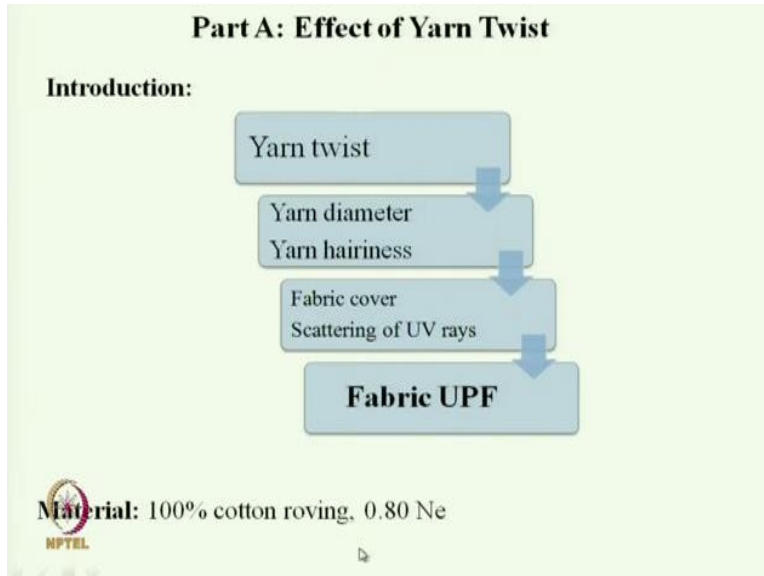 Part A: Effect of Yarn Twist
Introduction:
Yarn twist
Yarn diameter
Yarn hairiness
Fabric cover
Scattering of UV rays
Fabric UPF
Material: 100% cotton roving, 0.80 Ne
NPTEL